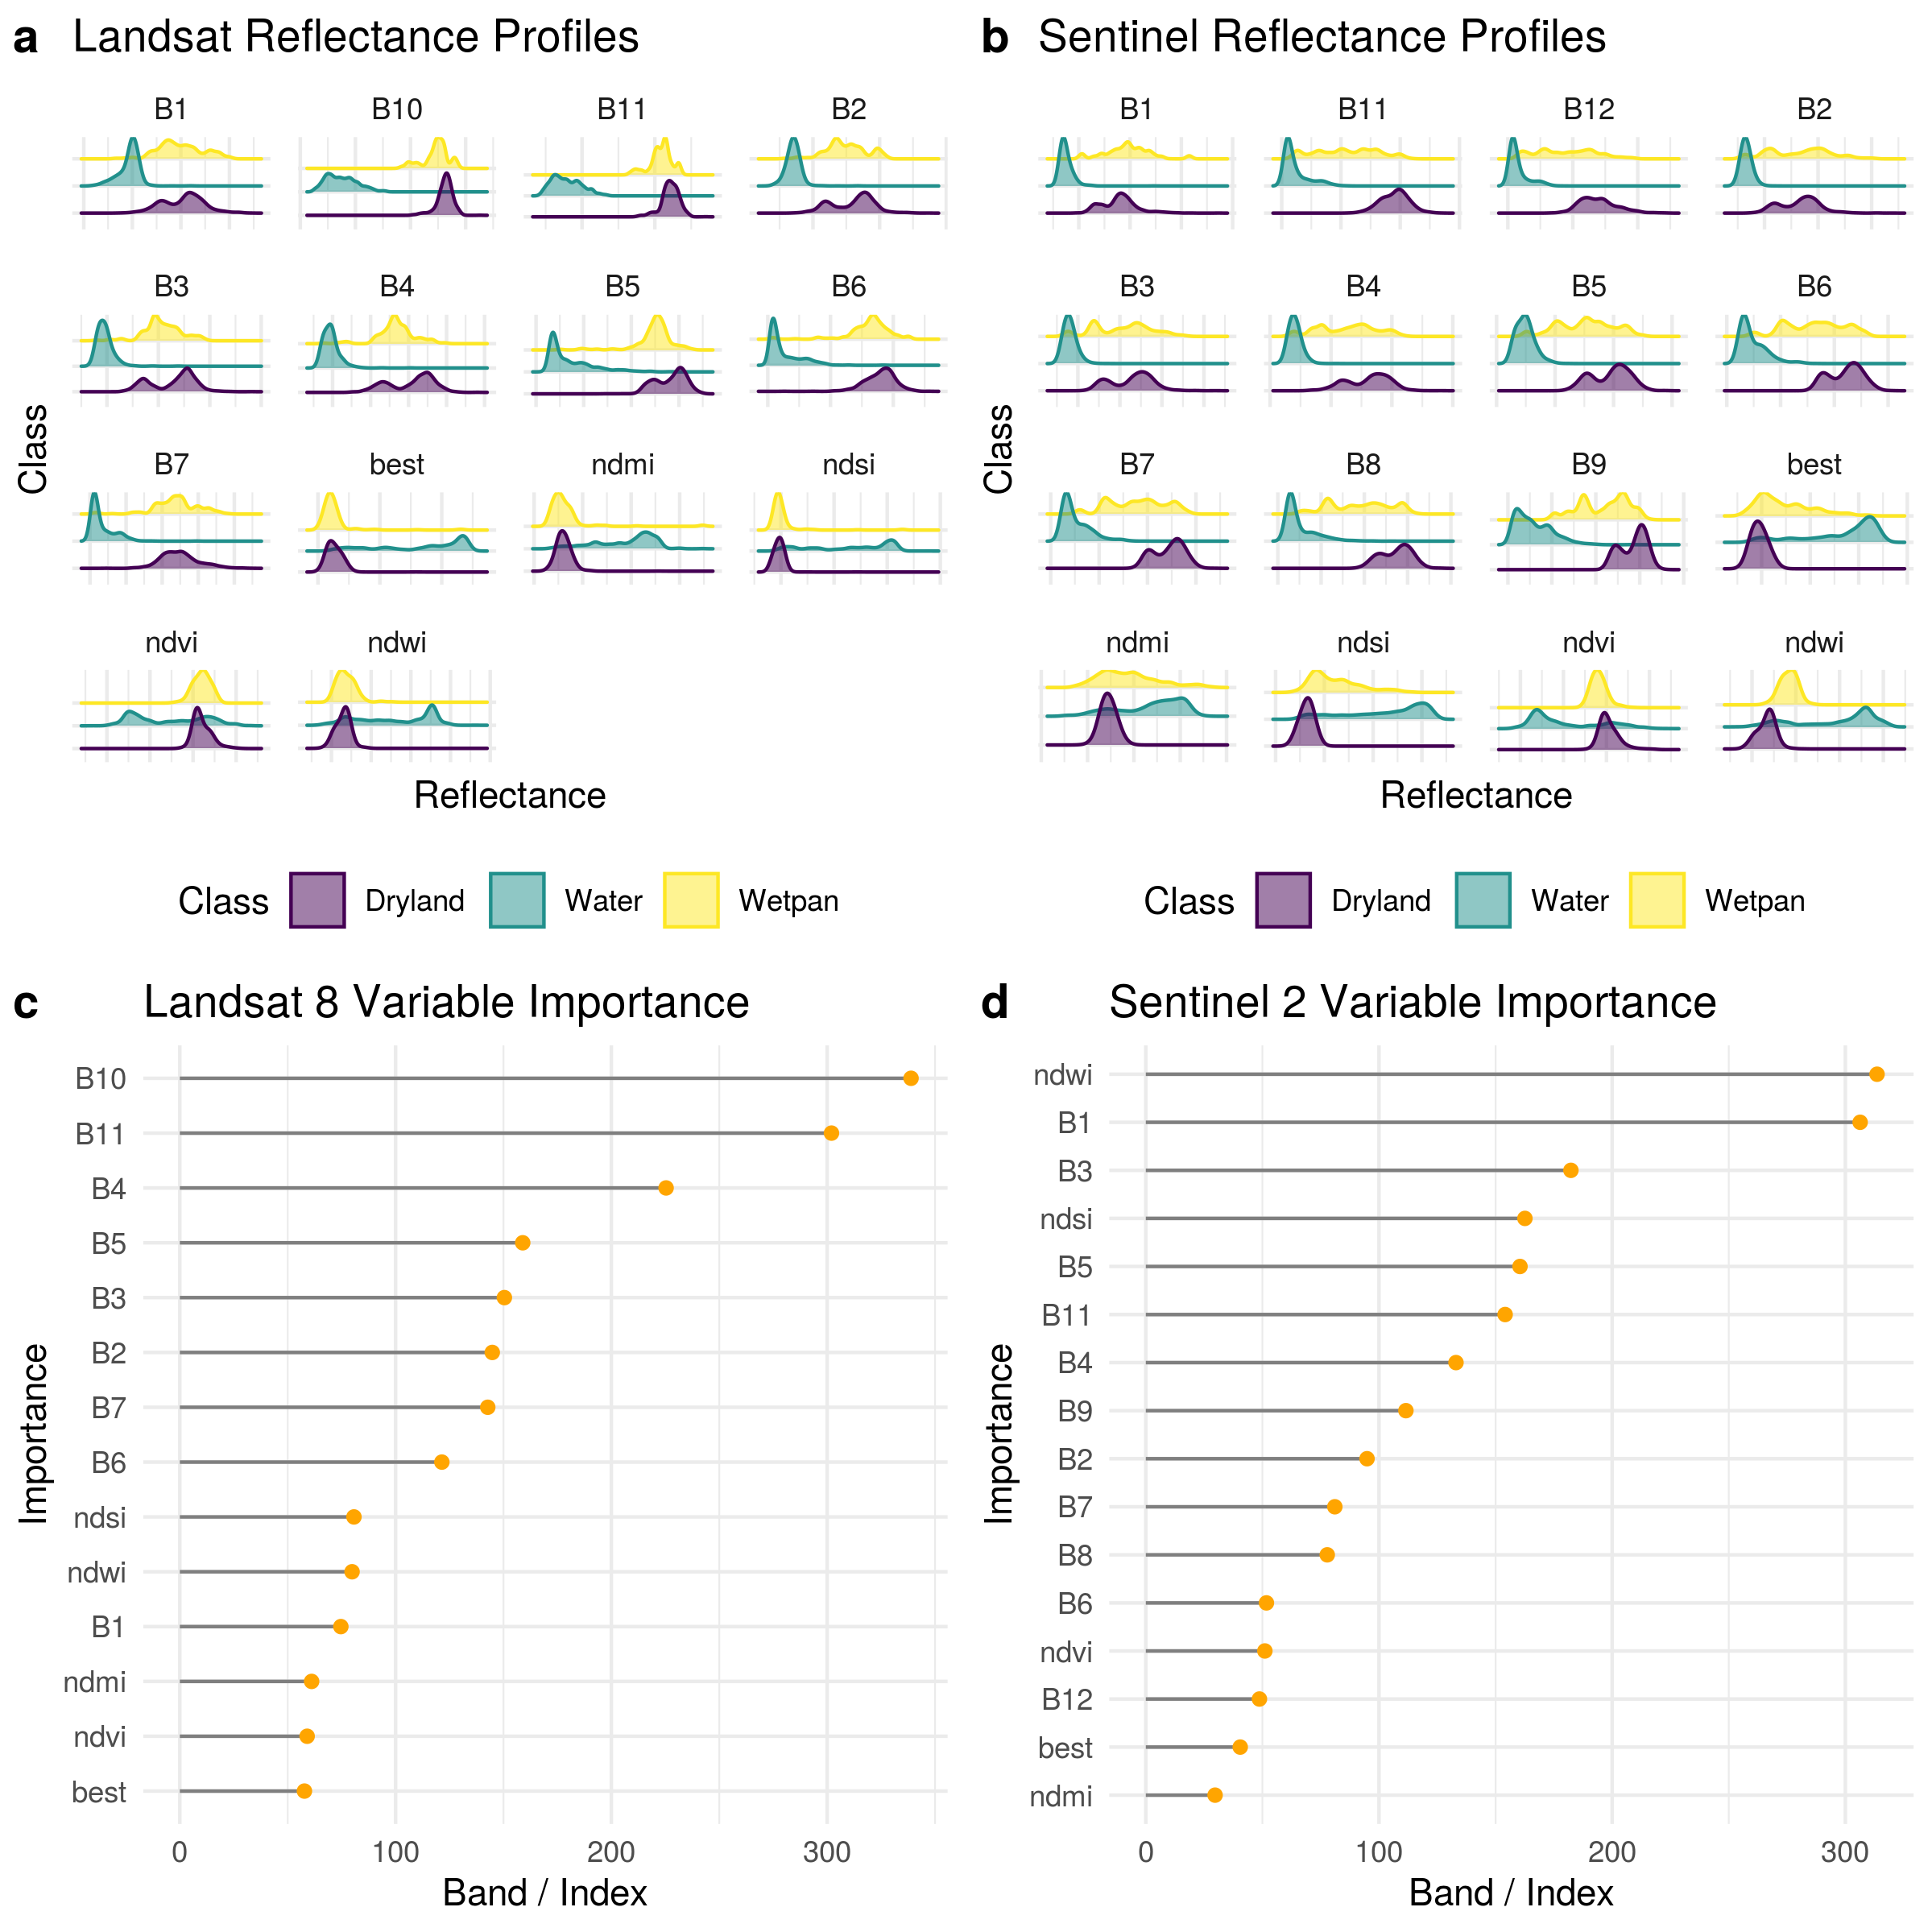 a Landsat Reflectance Profiles
B1 B10 B11 B2
B3 B4 B5 B6
B7 best ndmi ndsi
ndvi ndwi
Class
Reflectance
Class Dryland Water Wetpan
b Sentinel Reflectance Profiles
B1 B11 B12 B2
B3 B4 B5 B6
B7 B8 B9 best
ndmi ndsi ndvi ndwi
Class
Reflectance
Class Dryland Water Wetpan
c Landsat 8 Variable Importance
B10
B11
B4
B5
B3
B2
B7
B6
ndsi
ndwi
B1
ndmi
ndvi
best
Importance
0 100 200 300
Band / Index
d Sentinel 2 Variable Importance
ndwi
B1
B3
ndsi
B5
B11
B4
B9
B2
B7
B8
B6
ndvi
B12
best
ndmi
Importance
0 100 200 300
Band / Index